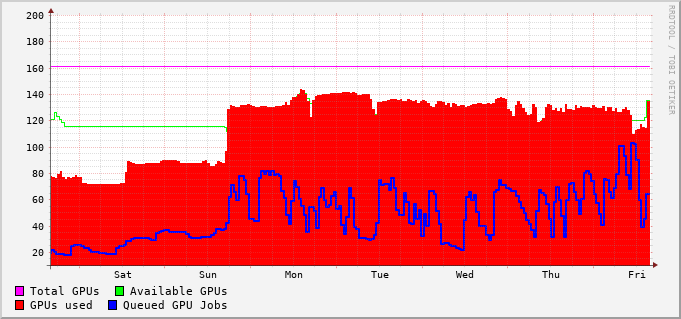 200
180
160
140
120
100
80
60
40
20
Sat Sun Mon Tue Wed Thu Fri
Total GPUs Available GPUs
GPUs used Queued GPU Jobs
RRDTOOL / TOBI OETIKER